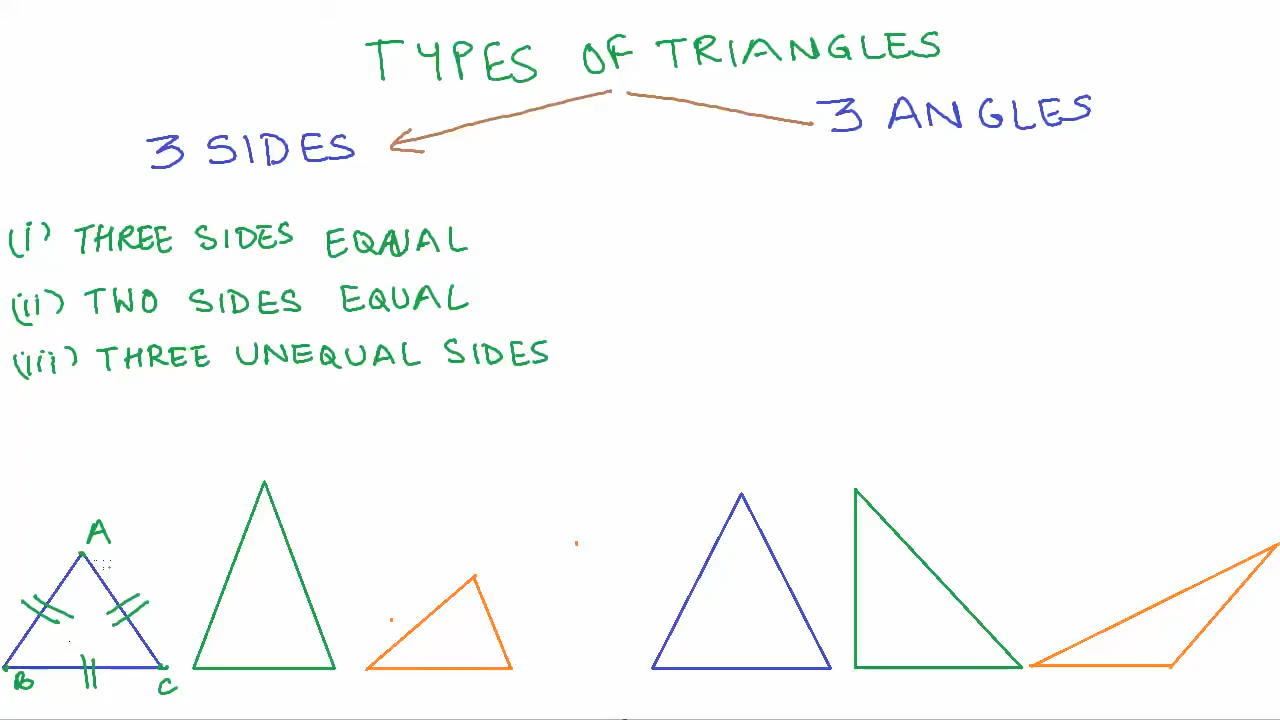 TYPES OF TRIANGLES
3 SIDES
3 ANGLES
(i) THREE SIDES EQUAL
(ii) TWO SIDES EQUAL
(iii) THREE UNEQUAL SIDES
A
B
C